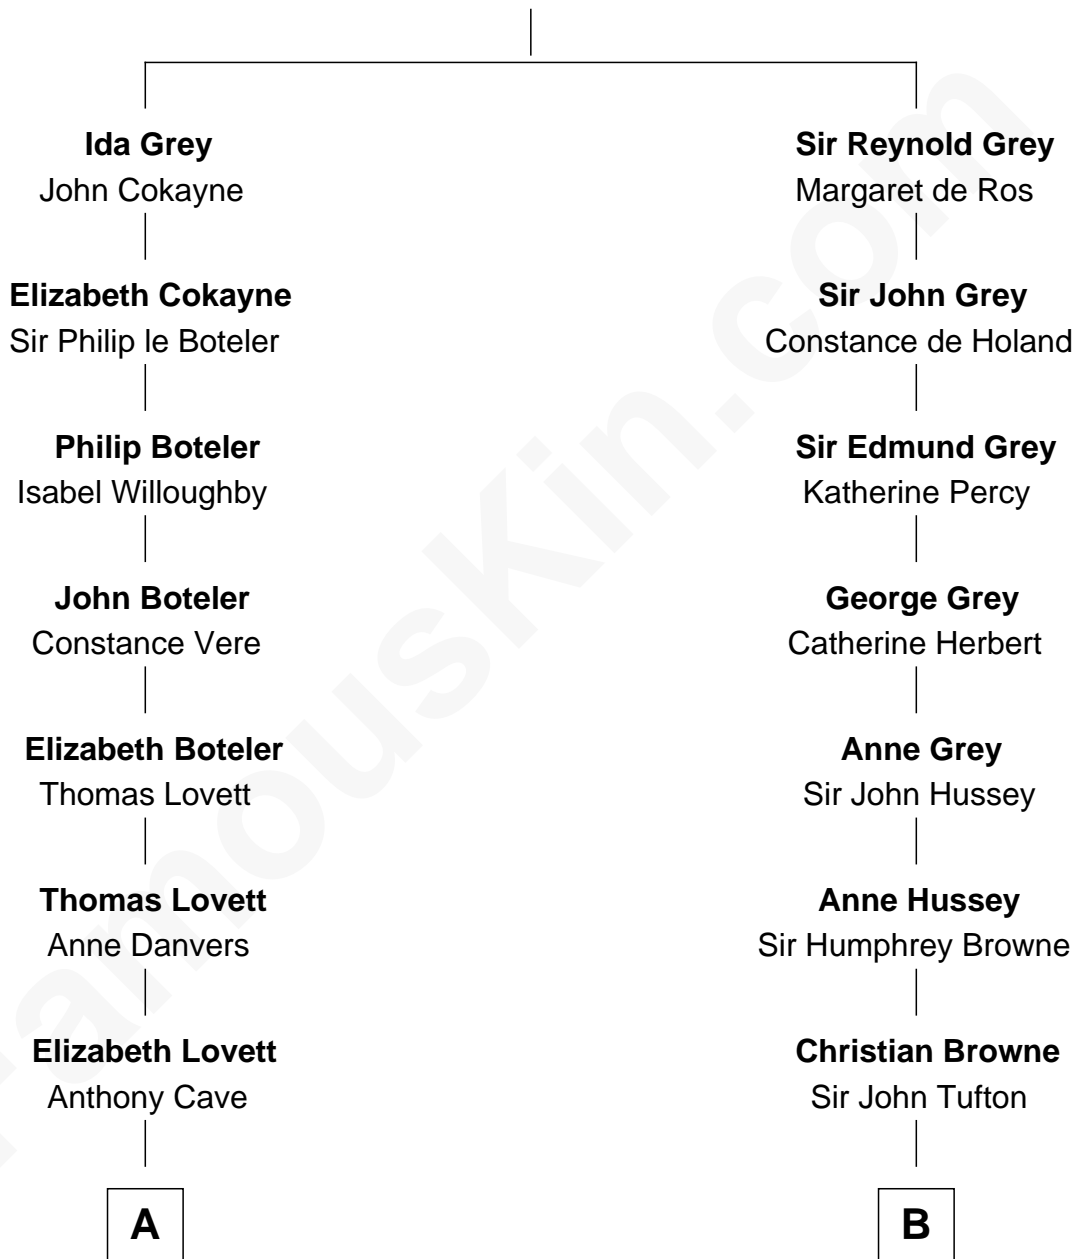 Ida Grey
John Cokayne
Elizabeth Cokayne
Sir Philip le Boteler
Philip Boteler
Isabel Willoughby
John Boteler
Constance Vere
Elizabeth Boteler
Thomas Lovett
Thomas Lovett
Anne Danvers
Elizabeth Lovett
Anthony Cave
A
Sir Reynold Grey
Margaret de Ros
Sir John Grey
Constance de Holand
Sir Edmund Grey
Katherine Percy
George Grey
Catherine Herbert
Anne Grey
Sir John Hussey
Anne Hussey
Sir Humphrey Browne
Christian Browne
Sir John Tufton
B
FamousKin.com